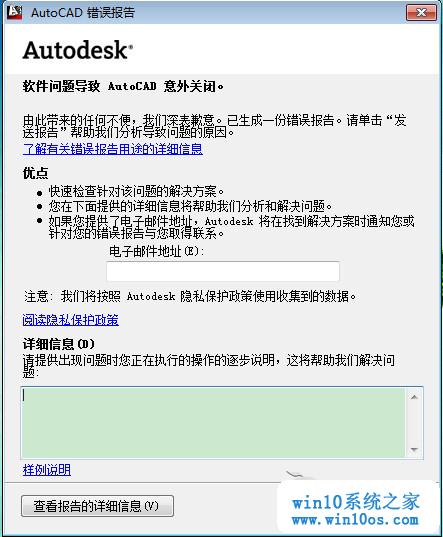 AutoCAD 错误报告
Autodesk®
软件问题导致 AutoCAD 意外关闭。
由此带来的任何不便，我们深表歉意。已生成一份错误报告。请单击“发
送报告”帮助我们分析导致问题的原因。
了解有关错误报告用途的详细信息
优点
• 快速检查针对该问题的解决方案。
• 您在下面提供的详细信息将帮助我们分析和解决问题。
• 如果您提供了电子邮件地址，Autodesk 将在找到解决方案时通知您或
针对您的错误报告与您取得联系。
电子邮件地址(E):
注意: 我们将按照 Autodesk 隐私保护政策使用收集到的数据。
阅读隐私保护政策
详细信息(D)
请提供出现问题时您正在执行的操作的逐步说明，这将帮助我们解决问
题:
样例说明
查看报告的详细信息(V)
win10系统之家
www.win10os.com